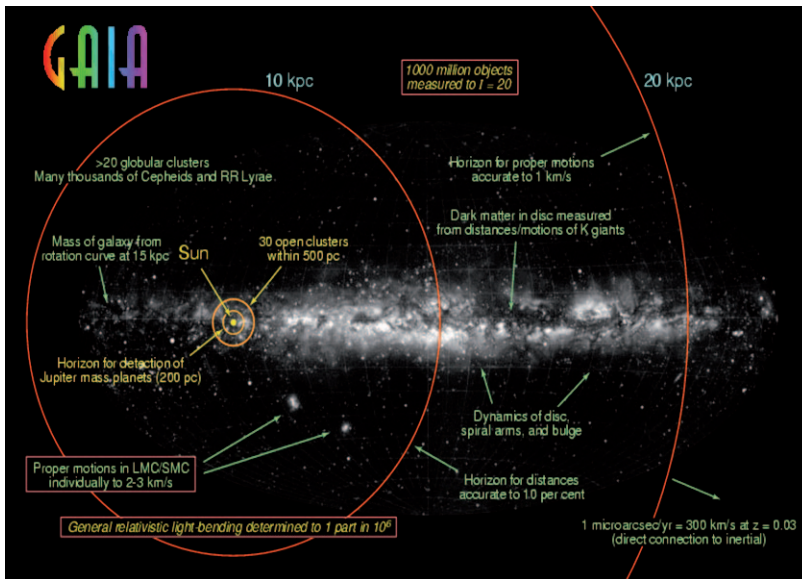 GAIA
10 kpc
1000 million objects
measured to I = 20
20 kpc
>20 globular clusters
Many thousands of Cepheids and RR Lyrae
Horizon for proper motions
accurate to 1 km/s
Dark matter in disc measured
from distances/motions of K giants
Mass of galaxy from
rotation curve at 15 kpc
Sun
30 open clusters
within 500 pc
Horizon for detection of
Jupiter mass planets (200 pc)
Dynamics of disc,
spiral arms, and bulge
Proper motions in LMC/SMC
individually to 2-3 km/s
Horizon for distances
accurate to 10 per cent
General relativistic light-bending determined to 1 part in 10⁶
1 microarcsec/yr = 300 km/s at z = 0.03
(direct connection to inertial)